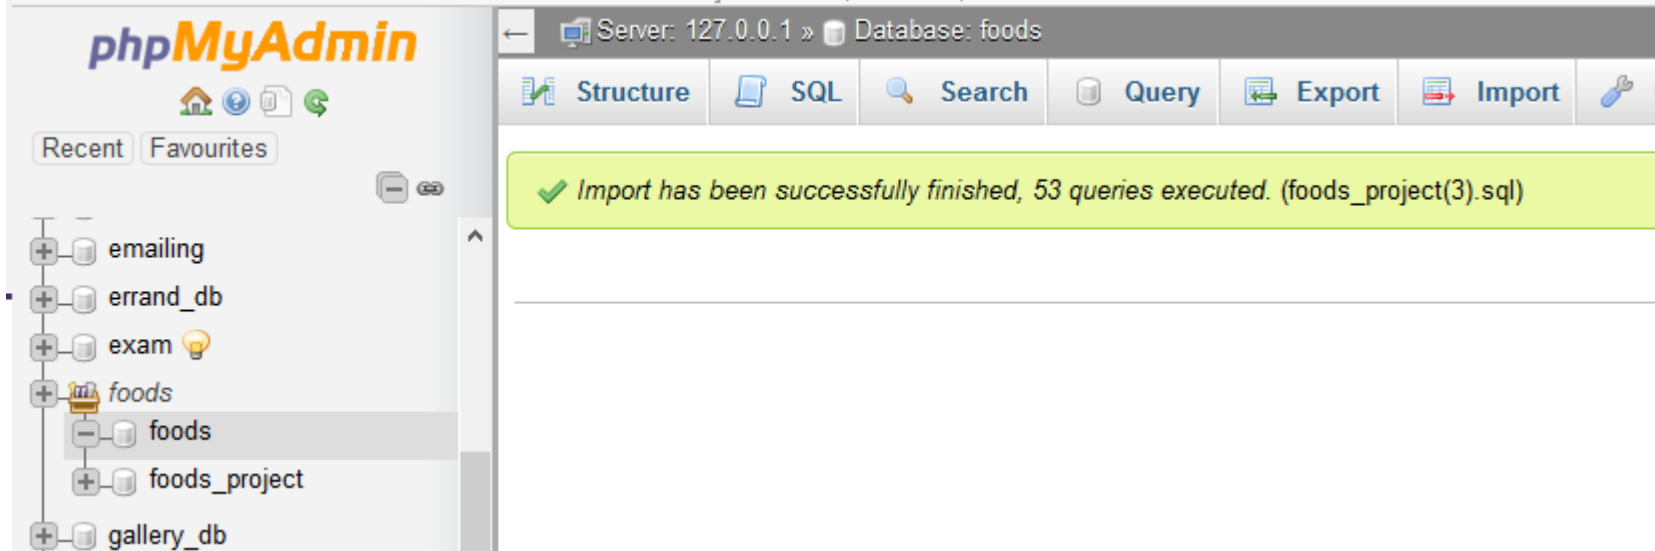 phpMyAdmin
Recent Favourites
emailing
errand_db
exam
foods
foods
foods_project
gallery_db
Server: 127.0.0.1 » Database: foods
Structure SQL Search Query Export Import
Import has been successfully finished, 53 queries executed. (foods_project(3).sql)